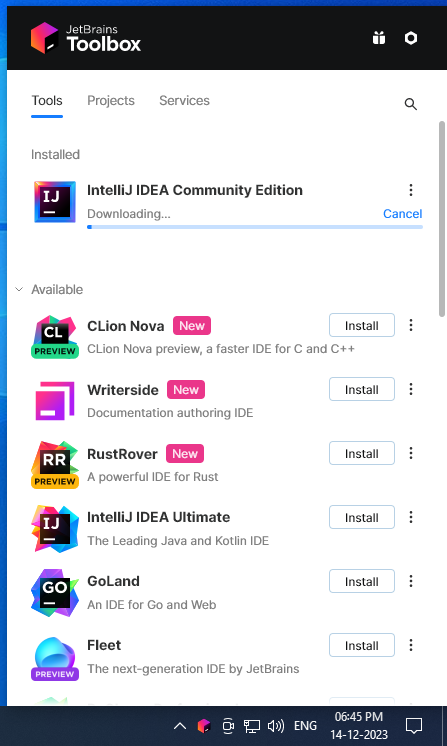 JetBrains
Toolbox
Tools Projects Services
Installed
IJ
IntelliJ IDEA Community Edition
Downloading... Cancel
Available
CL
PREVIEW
CLion Nova New Install
CLion Nova preview, a faster IDE for C and C++
Writerside New Install
Documentation authoring IDE
RR
PREVIEW
RustRover New Install
A powerful IDE for Rust
IJ
IntelliJ IDEA Ultimate Install
The Leading Java and Kotlin IDE
GO
GoLand Install
An IDE for Go and Web
PREVIEW
Fleet Install
The next-generation IDE by JetBrains
ENG
06:45 PM
14-12-2023